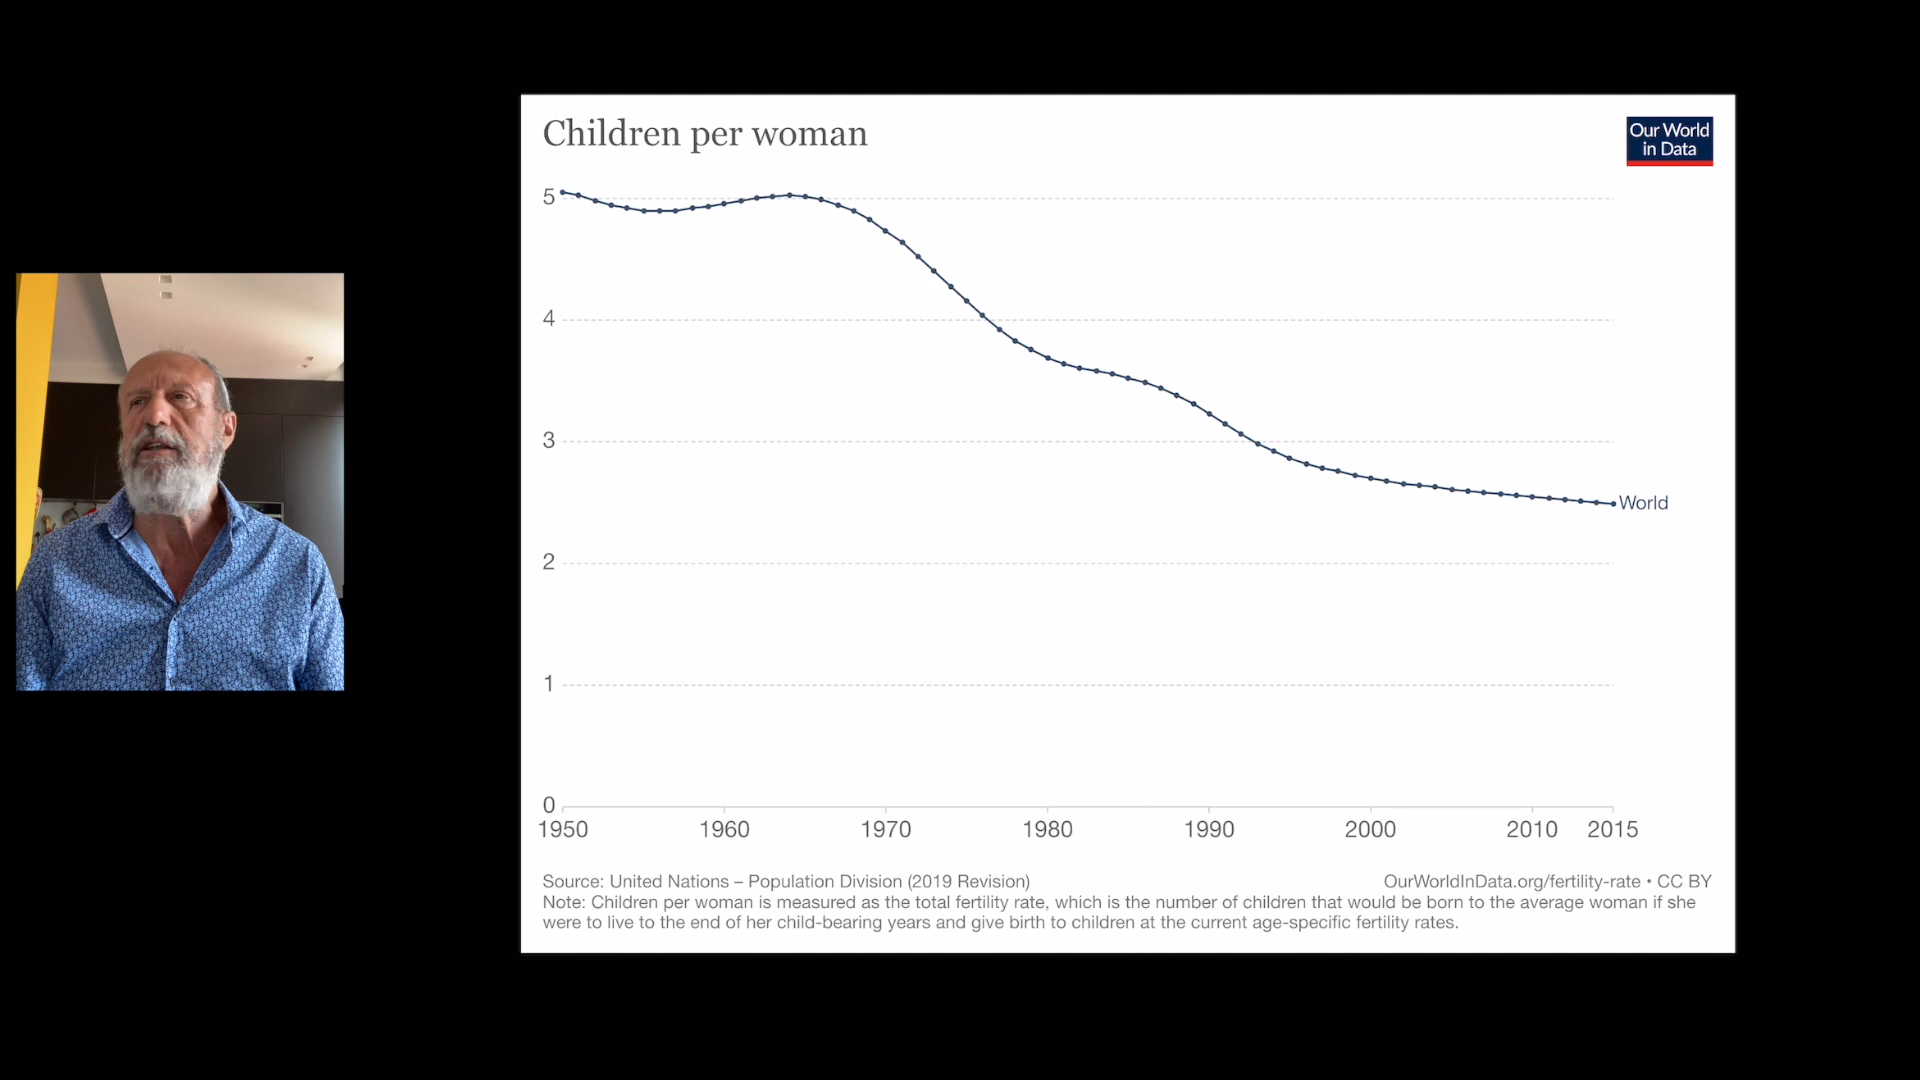 Children per woman
Our World
in Data
5
4
3
2
1
0
World
1950 1960 1970 1980 1990 2000 2010 2015
Source: United Nations – Population Division (2019 Revision)
OurWorldInData.org/fertility-rate • CC BY
Note: Children per woman is measured as the total fertility rate, which is the number of children that would be born to the average woman if she
were to live to the end of her child-bearing years and give birth to children at the current age-specific fertility rates.